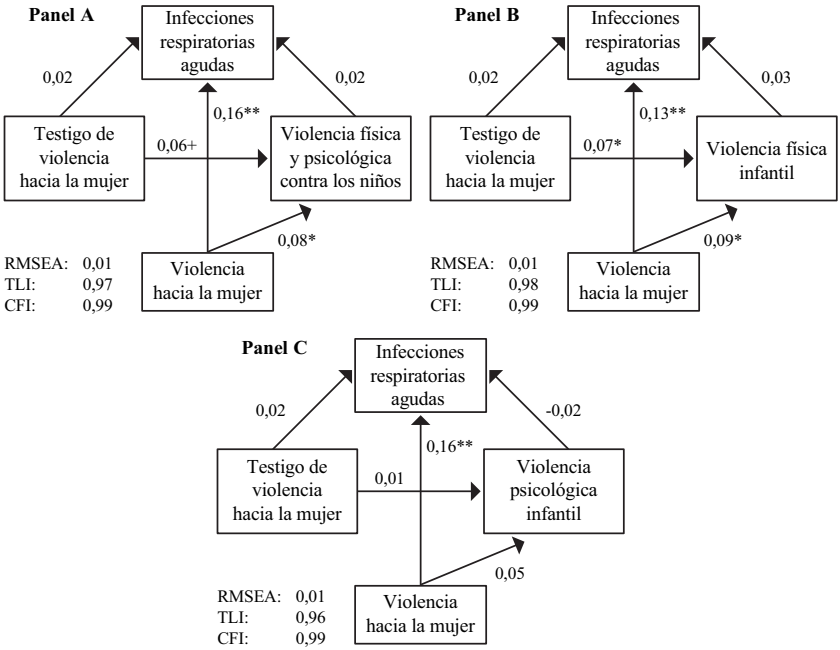 Panel A
Infecciones
respiratorias
agudas
0,02
0,02
0,16**
Testigo de
violencia
hacia la mujer
0,06+
Violencia física
y psicológica
contra los niños
0,08*
RMSEA: 0,01
TLI: 0,97
CFI: 0,99
Violencia
hacia la mujer
Panel B
Infecciones
respiratorias
agudas
0,02
0,03
0,13**
Testigo de
violencia
hacia la mujer
0,07*
Violencia física
infantil
0,09*
RMSEA: 0,01
TLI: 0,98
CFI: 0,99
Violencia
hacia la mujer
Panel C
Infecciones
respiratorias
agudas
0,02
-0,02
0,16**
Testigo de
violencia
hacia la mujer
0,01
Violencia
psicológica
infantil
0,05
RMSEA: 0,01
TLI: 0,96
CFI: 0,99
Violencia
hacia la mujer